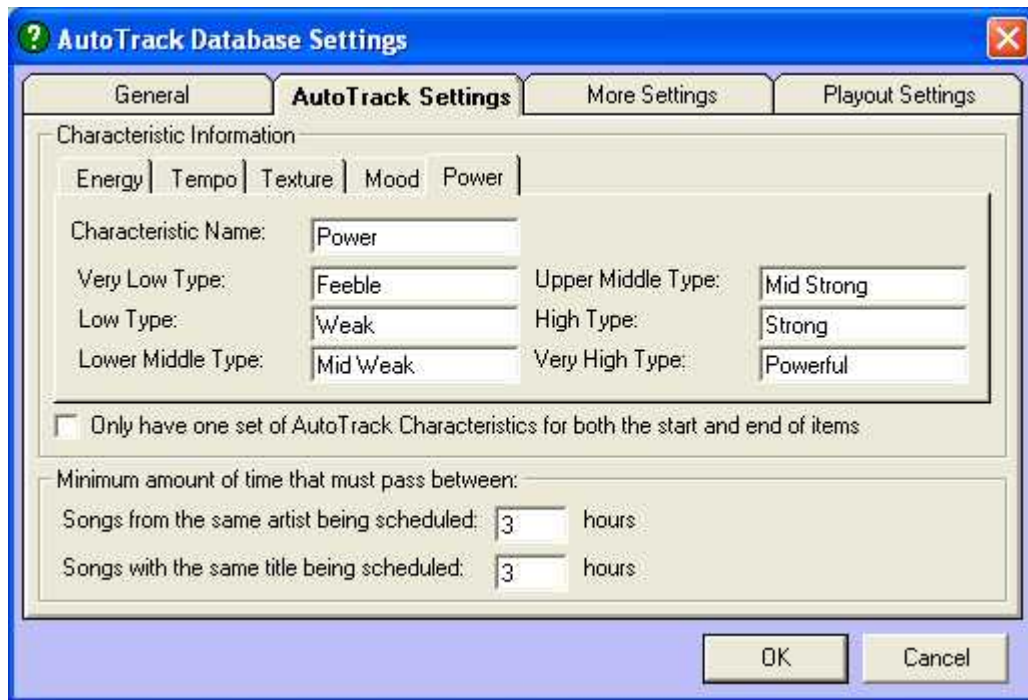 AutoTrack Database Settings
General AutoTrack Settings More Settings Playout Settings
Characteristic Information
Energy Tempo Texture Mood Power
Characteristic Name: Power
Very Low Type: Feeble Upper Middle Type: Mid Strong
Low Type: Weak High Type: Strong
Lower Middle Type: Mid Weak Very High Type: Powerful
Only have one set of AutoTrack Characteristics for both the start and end of items
Minimum amount of time that must pass between:
Songs from the same artist being scheduled: 3 hours
Songs with the same title being scheduled: 3 hours
OK Cancel